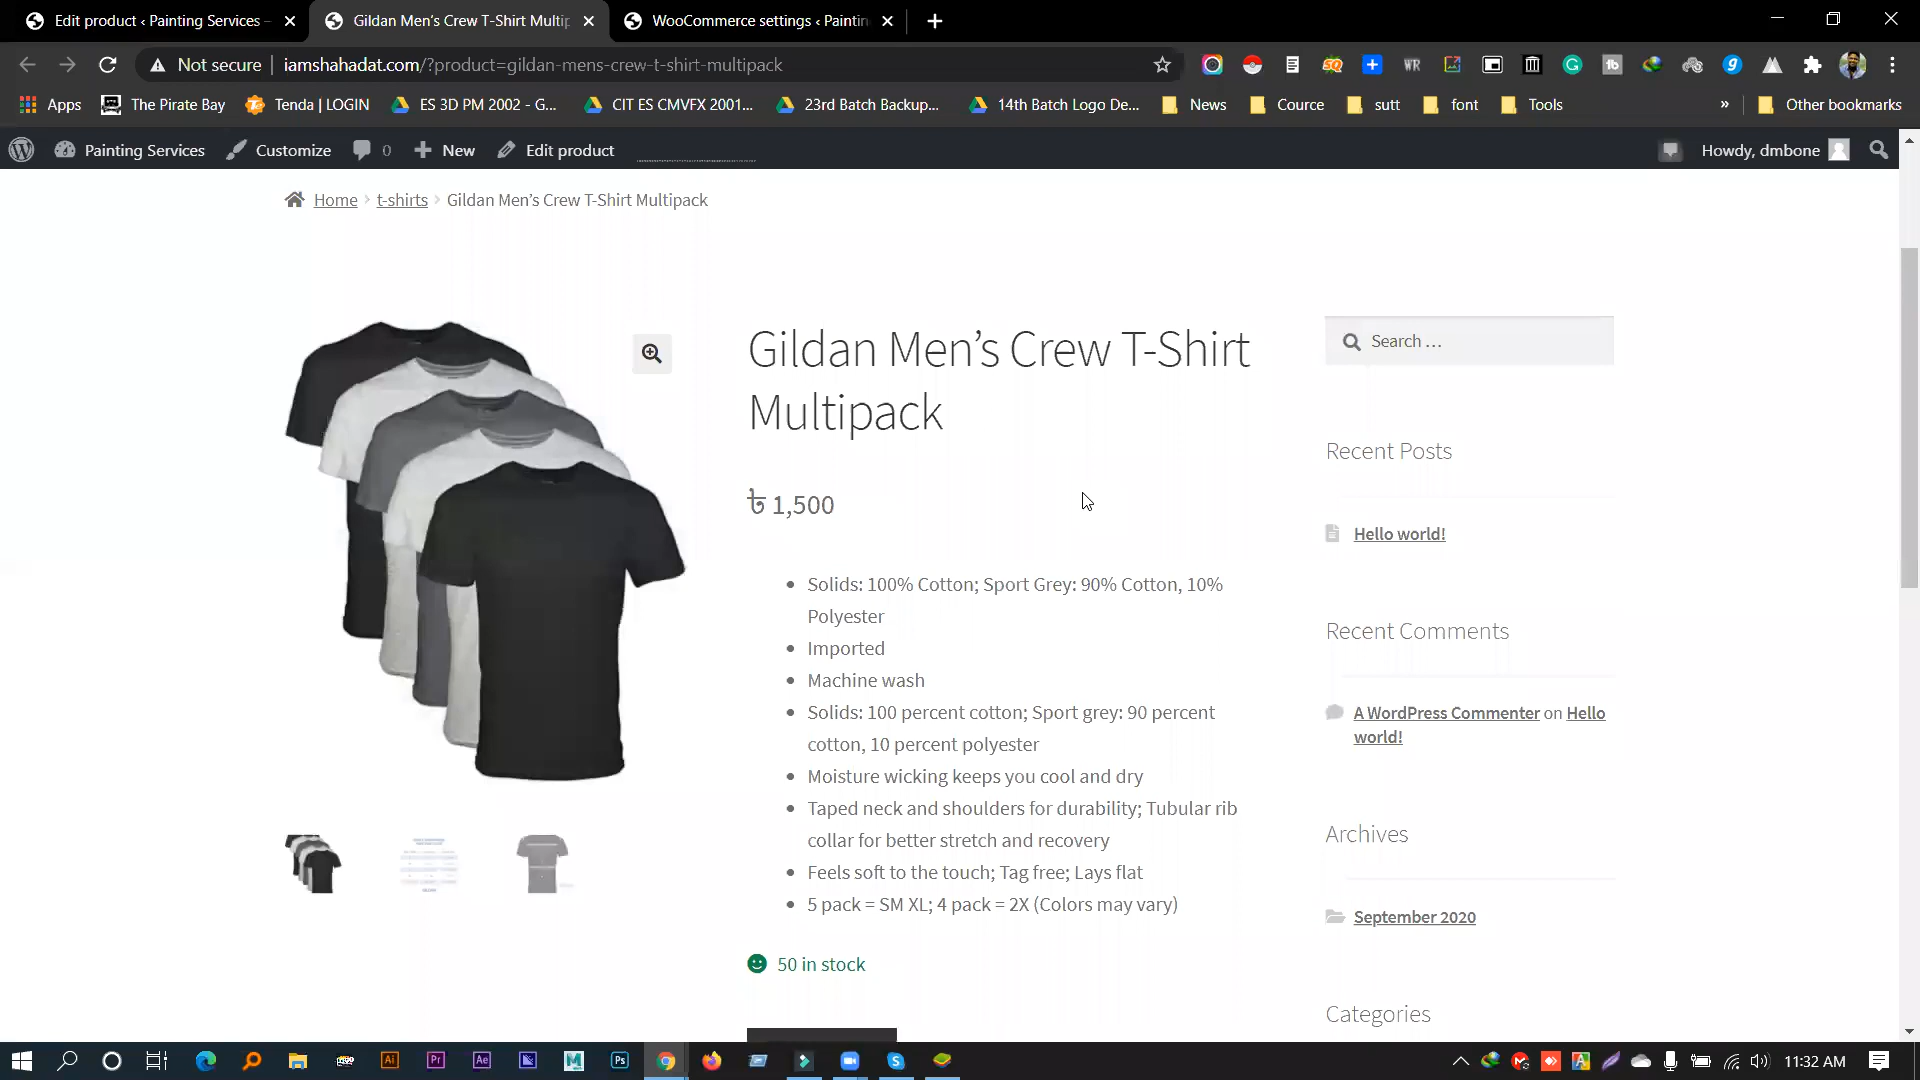 Edit product ‹ Painting Services –
Gildan Men's Crew T-Shirt Multip
WooCommerce settings ‹ Paintin
Not secure
iamshahadat.com/?product=gildan-mens-crew-t-shirt-multipack
Apps
The Pirate Bay
Tenda | LOGIN
ES 3D PM 2002 - G...
CIT ES CMVFX 2001...
23rd Batch Backup...
14th Batch Logo De...
News
Cource
sutt
font
Tools
»
Other bookmarks
Painting Services
Customize
0
New
Edit product
Howdy, dmbone
Home
t-shirts
Gildan Men's Crew T-Shirt Multipack
Gildan Men's Crew T-Shirt
Multipack
৳ 1,500
Solids: 100% Cotton; Sport Grey: 90% Cotton, 10%
Polyester
Imported
Machine wash
Solids: 100 percent cotton; Sport grey: 90 percent
cotton, 10 percent polyester
Moisture wicking keeps you cool and dry
Taped neck and shoulders for durability; Tubular rib
collar for better stretch and recovery
Feels soft to the touch; Tag free; Lays flat
5 pack = SM XL; 4 pack = 2X (Colors may vary)
50 in stock
Search …
Recent Posts
Hello world!
Recent Comments
A WordPress Commenter on Hello
world!
Archives
September 2020
Categories
11:32 AM